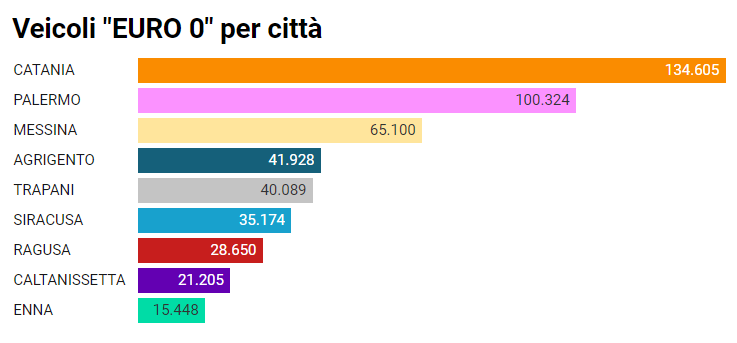 Veicoli "EURO 0" per città
CATANIA 134.605
PALERMO 100.324
MESSINA 65.100
AGRIGENTO 41.928
TRAPANI 40.089
SIRACUSA 35.174
RAGUSA 28.650
CALTANISSETTA 21.205
ENNA 15.448